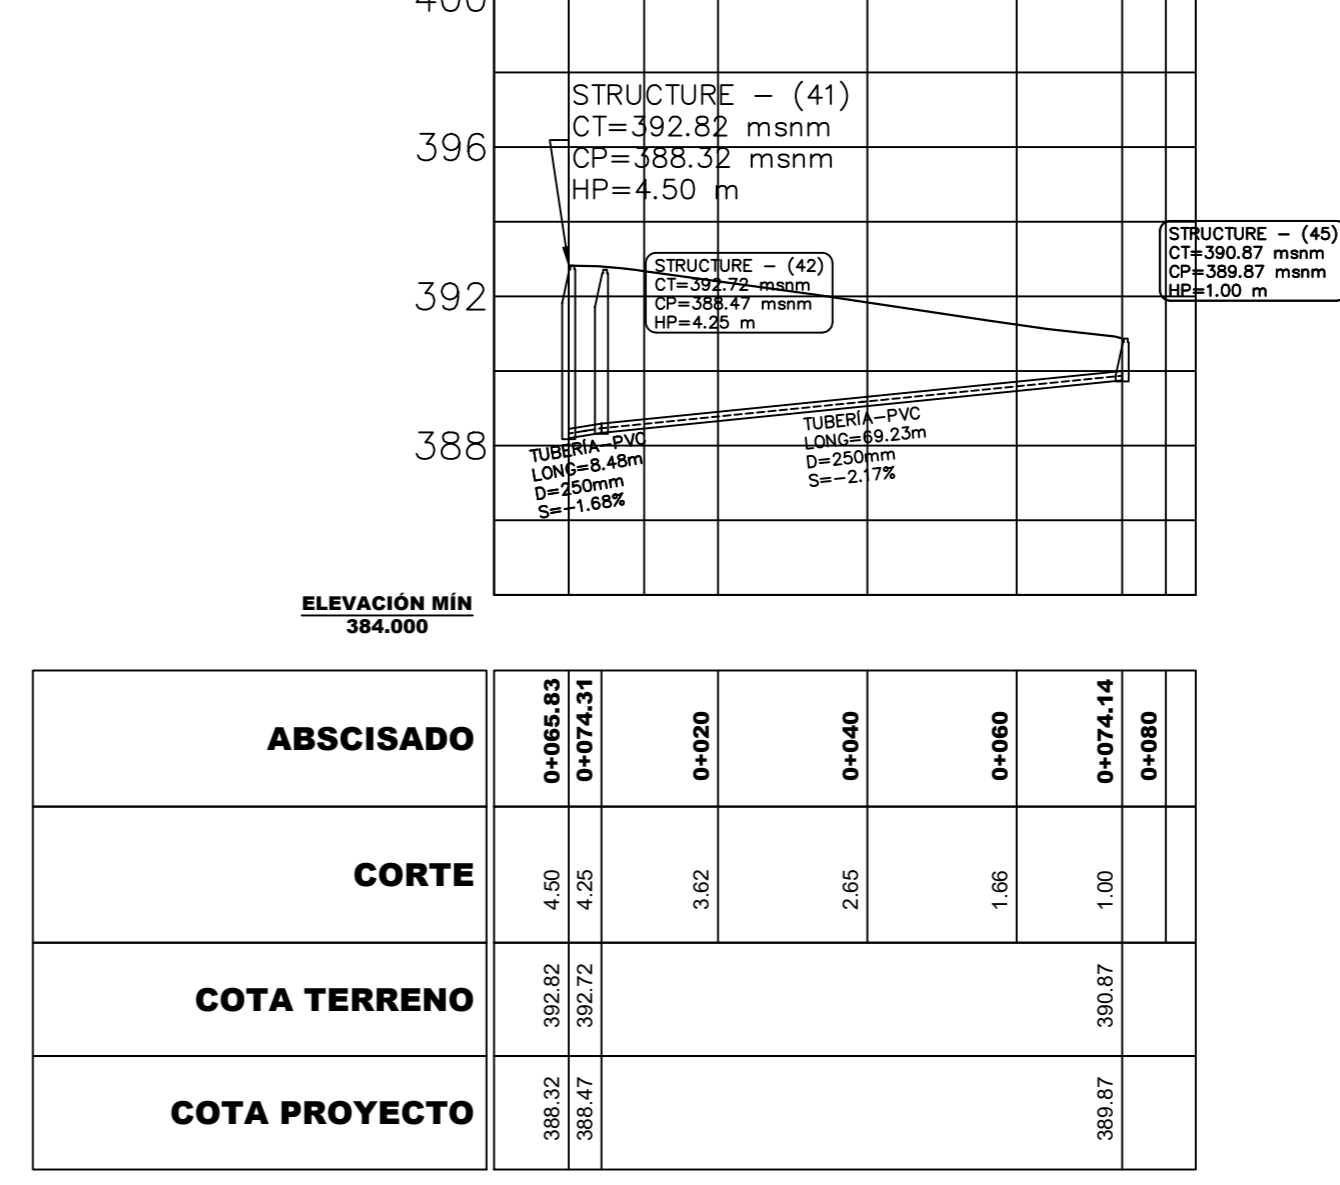 400
STRUCTURE - (41)
CT=392.82 msnm
396
CP=388.32 msnm
HP=4.50 m
STRUCTURE - (45)
CT=390.87 msnm
CP=389.87 msnm
HP=1.00 m
STRUCTURE - (42)
CT=392.72 msnm
CP=388.47 msnm
HP=4.25 m
392
388
TUBERÍA-PVC
LONG=8.48m
D=250mm
S=-1.68%
TUBERÍA-PVC
LONG=69.23m
D=250mm
S=-2.17%
ELEVACIÓN MÍN
384.000
ABSCISADO 0+065.83 0+074.31 0+020 0+040 0+060 0+074.14 0+080
CORTE 4.50 4.25 3.62 2.65 1.66 1.00
COTA TERRENO 392.82 392.72 390.87
COTA PROYECTO 388.32 388.47 389.87